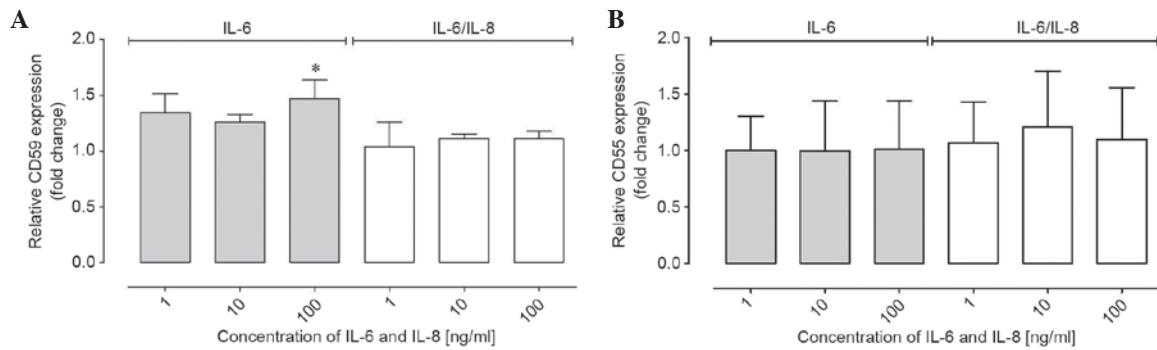 A
IL-6
IL-6/IL-8
Relative CD59 expression
(fold change)
2.0
1.5
1.0
0.5
0.0
*
1
10
100
1
10
100
Concentration of IL-6 and IL-8 [ng/ml]
B
IL-6
IL-6/IL-8
Relative CD55 expression
(fold change)
2.0
1.5
1.0
0.5
0.0
1
10
100
1
10
100
Concentration of IL-6 and IL-8 [ng/ml]